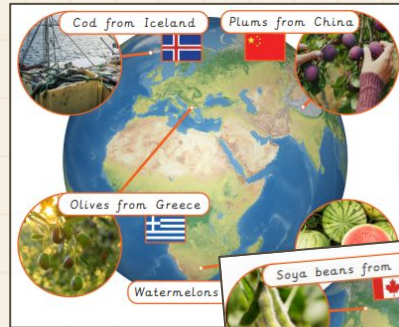 Cod from Iceland
Plums from China
Olives from Greece
Watermelons
Soya beans from